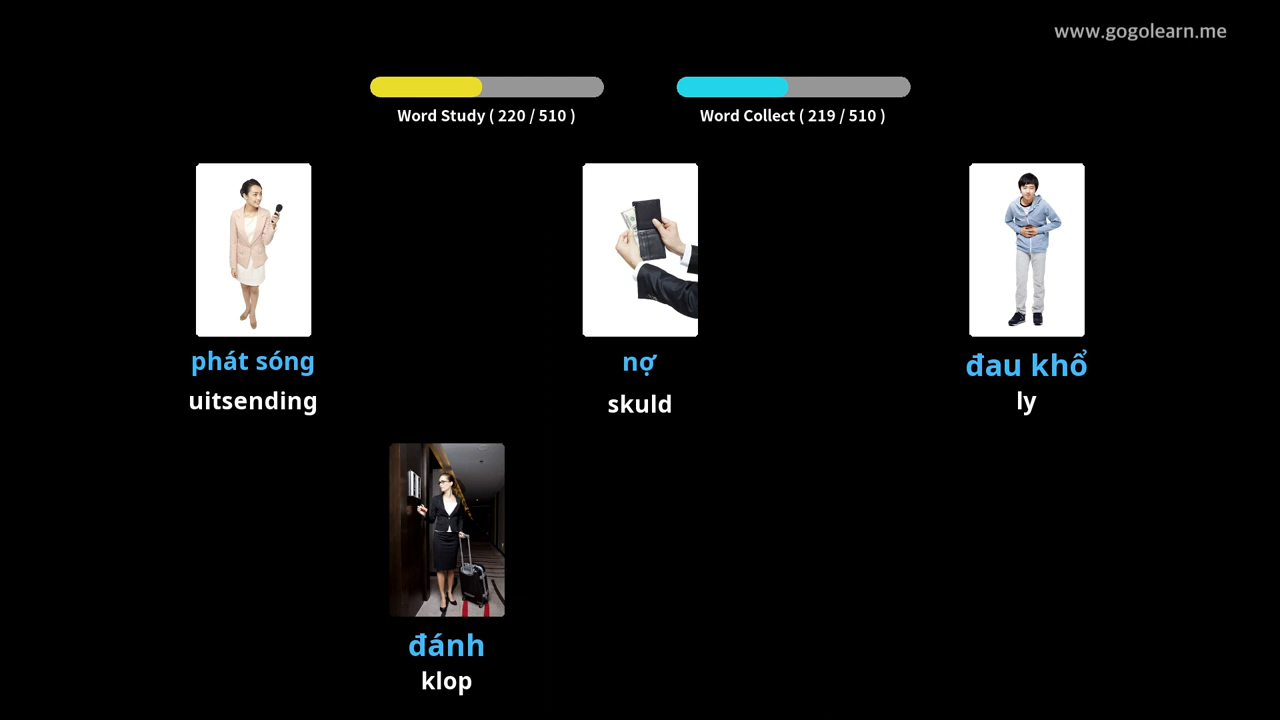 www.gogolearn.me
Word Study ( 220 / 510 )
Word Collect ( 219 / 510 )
phát sóng
uitsending
nợ
skuld
đau khổ
ly
đánh
klop